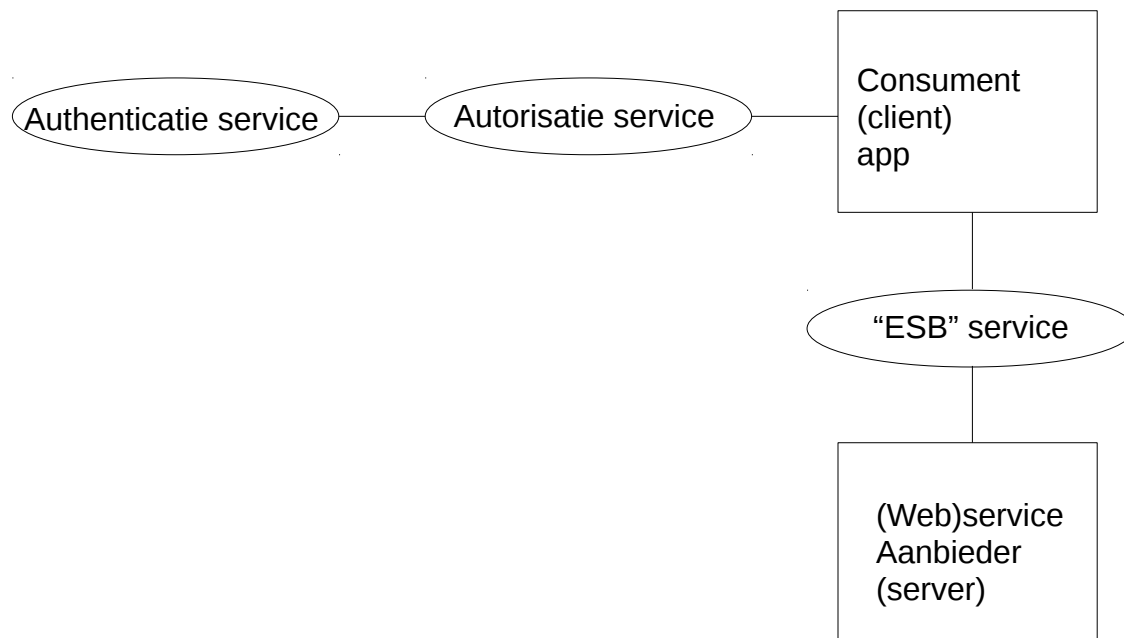 Authenticatie service
Autorisatie service
Consument
(client)
app
“ESB” service
(Web)service
Aanbieder
(server)